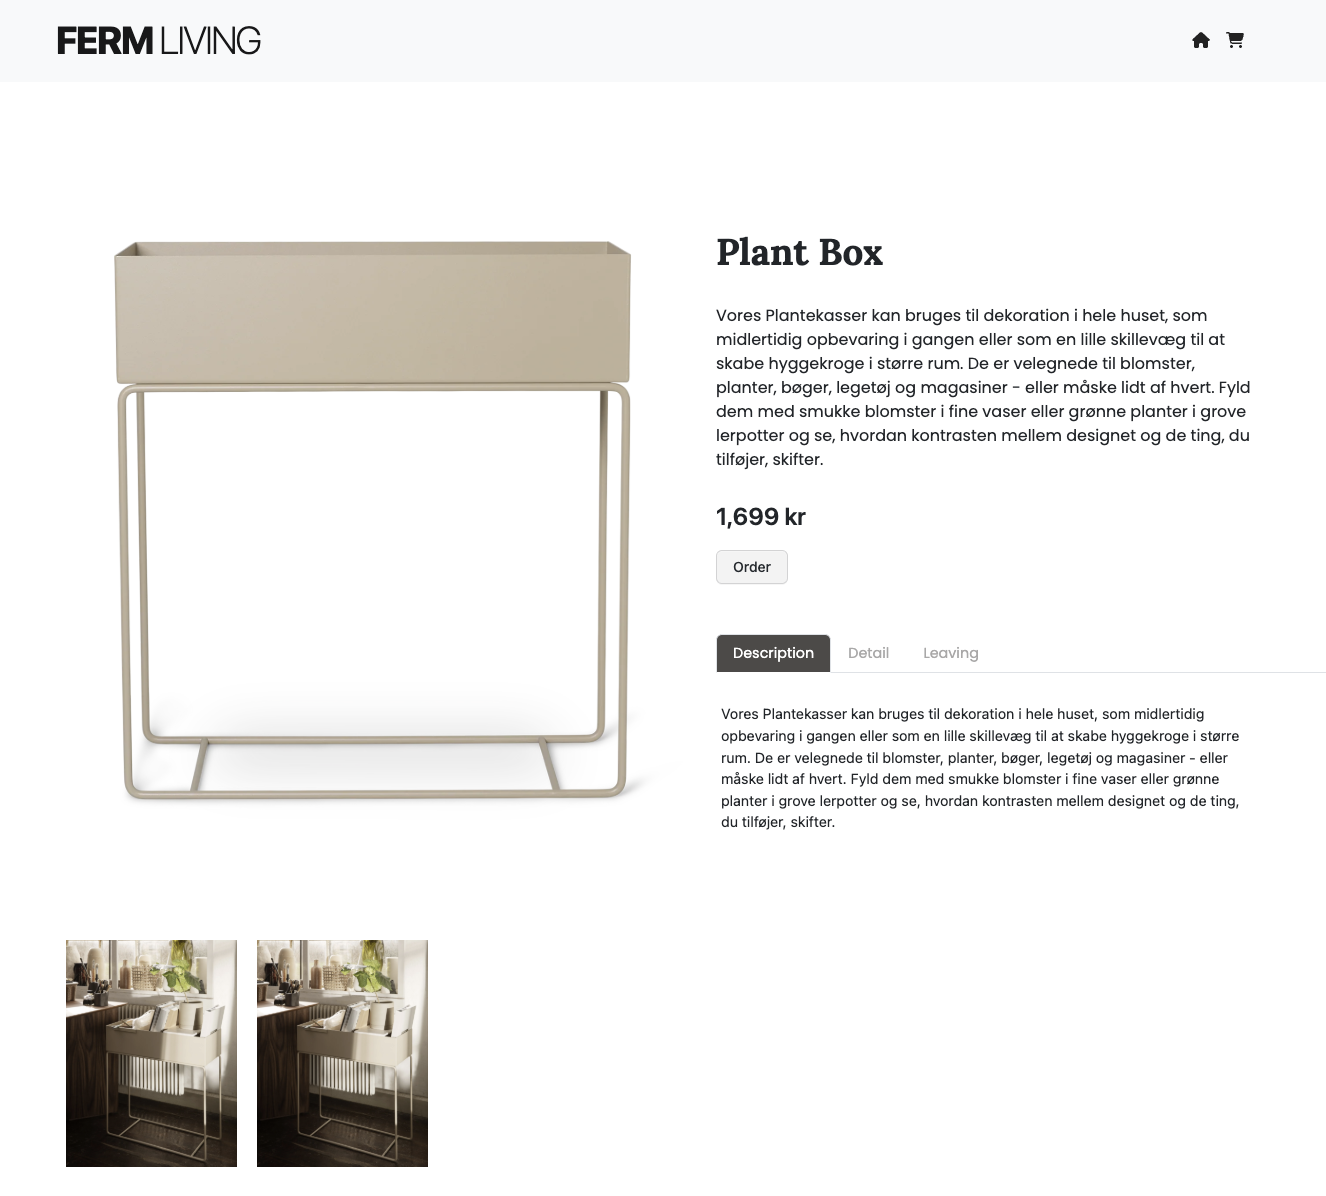 FERM LIVING
Plant Box
Vores Plantekasser kan bruges til dekoration i hele huset, som
midlertidig opbevaring i gangen eller som en lille skillevæg til at
skabe hyggekroge i større rum. De er velegnede til blomster,
planter, bøger, legetøj og magasiner - eller måske lidt af hvert. Fyld
dem med smukke blomster i fine vaser eller grønne planter i grove
lerpotter og se, hvordan kontrasten mellem designet og de ting, du
tilføjer, skifter.
1,699 kr
Order
Description Detail Leaving
Vores Plantekasser kan bruges til dekoration i hele huset, som midlertidig
opbevaring i gangen eller som en lille skillevæg til at skabe hyggekroge i større
rum. De er velegnede til blomster, planter, bøger, legetøj og magasiner - eller
måske lidt af hvert. Fyld dem med smukke blomster i fine vaser eller grønne
planter i grove lerpotter og se, hvordan kontrasten mellem designet og de ting,
du tilføjer, skifter.